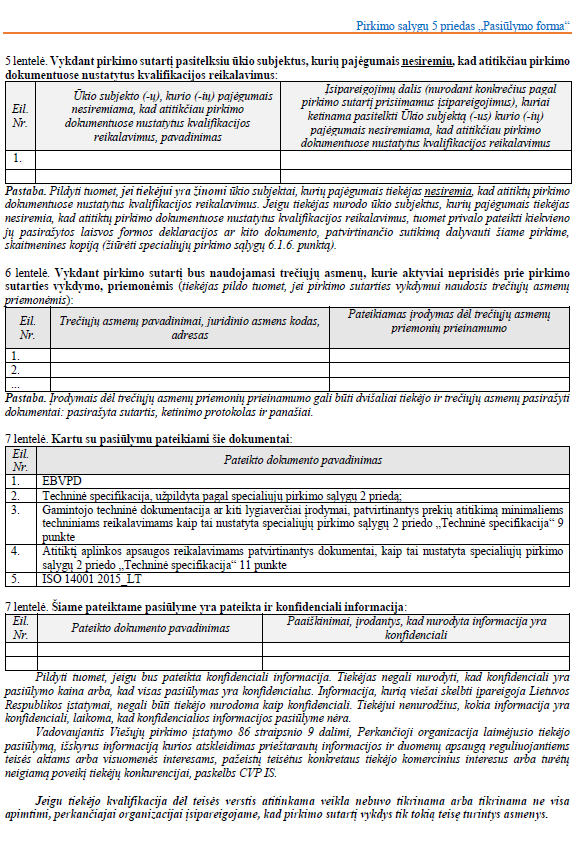 Pirkimo sąlygų 5 priedas „Pasiūlymo forma“
5 lentelė. Vykdant pirkimo sutartį pasitelksiu ūkio subjektus, kurių pajėgumais nesiremiu, kad atitikčiau pirkimo
dokumentuose nustatytus kvalifikacijos reikalavimus:
Eil.
Nr.
Ūkio subjekto (-ų), kurio (-ių) pajėgumais
nesiremiama, kad atitikčiau pirkimo
dokumentuose nustatytus kvalifikacijos
reikalavimus, pavadinimas
Įsipareigojimų dalis (nurodant konkrečius pagal
pirkimo sutartį prisiimamus įsipareigojimus), kuriai
ketinama pasitelkti Ūkio subjektą (-us) kurio (-ių)
pajėgumais nesiremiama, kad atitikčiau pirkimo
dokumentuose nustatytus kvalifikacijos reikalavimus
1.
Pastaba. Pildyti tuomet, jei tiekėjui yra žinomi ūkio subjektai, kurių pajėgumais tiekėjas nesiremia, kad atitiktų pirkimo
dokumentuose nustatytus kvalifikacijos reikalavimus. Jeigu tiekėjas nurodo ūkio subjektus, kurių pajėgumais tiekėjas
nesiremia, kad atitiktų pirkimo dokumentuose nustatytus kvalifikacijos reikalavimus, tuomet privalo pateikti kiekvieno
jų pasirašytos laisvos formos deklaracijos ar kito dokumento, patvirtinančio sutikimą dalyvauti šiame pirkime,
skaitmenines kopiją (žiūrėti specialiųjų pirkimo sąlygų 6.1.6. punktą).
6 lentelė. Vykdant pirkimo sutartį bus naudojamasi trečiųjų asmenų, kurie aktyviai neprisidės prie pirkimo
sutarties vykdymo, priemonėmis (tiekėjas pildo tuomet, jei pirkimo sutarties vykdymui naudosis trečiųjų asmenų
priemonėmis):
Eil.
Nr.
Trečiųjų asmenų pavadinimai, juridinio asmens kodas,
adresas
Pateikiamas įrodymas dėl trečiųjų asmenų
priemonių prieinamumo
1.
2.
...
Pastaba. Įrodymais dėl trečiųjų asmenų priemonių prieinamumo gali būti dvišaliai tiekėjo ir trečiųjų asmenų pasirašyti
dokumentai: pasirašyta sutartis, ketinimo protokolas ir panašiai.
7 lentelė. Kartu su pasiūlymu pateikiami šie dokumentai:
Eil.
Nr.
Pateikto dokumento pavadinimas
1. EBVPD
2. Techninė specifikacija, užpildyta pagal specialiųjų pirkimo sąlygų 2 priedą;
3. Gamintojo techninė dokumentacija ar kiti lygiaverčiai įrodymai, patvirtinantys prekių atitikimą minimaliems
techniniams reikalavimams kaip tai nustatyta specialiųjų pirkimo sąlygų 2 priedo „Techninė specifikacija“ 9
punkte
4. Atitiktį aplinkos apsaugos reikalavimams patvirtinantys dokumentai, kaip tai nustatyta specialiųjų pirkimo
sąlygų 2 priedo „Techninė specifikacija“ 11 punkte
5. ISO 14001 2015_LT
7 lentelė. Šiame pateiktame pasiūlyme yra pateikta ir konfidenciali informacija:
Eil.
Nr.
Pateikto dokumento pavadinimas
Paaiškinimai, įrodantys, kad nurodyta informacija yra
konfidenciali
Pildyti tuomet, jeigu bus pateikta konfidenciali informacija. Tiekėjas negali nurodyti, kad konfidenciali yra
pasiūlymo kaina arba, kad visas pasiūlymas yra konfidencialus. Informacija, kurią viešai skelbti įpareigoja Lietuvos
Respublikos įstatymai, negali būti tiekėjo nurodoma kaip konfidenciali. Tiekėjui nenurodžius, kokia informacija yra
konfidenciali, laikoma, kad konfidencialios informacijos pasiūlyme nėra.
Vadovaujantis Viešųjų pirkimo įstatymo 86 straipsnio 9 dalimi, Perkančioji organizacija laimėjusio tiekėjo
pasiūlymą, išskyrus informaciją kurios atskleidimas prieštarautų informacijos ir duomenų apsaugą reguliuojantiems
teisės aktams arba visuomenės interesams, pažeistų teisėtus konkretaus tiekėjo komercinius interesus arba turėtų
neigiamą poveikį tiekėjų konkurencijai, paskelbs CVP IS.
Jeigu tiekėjo kvalifikacija dėl teisės verstis atitinkama veikla nebuvo tikrinama arba tikrinama ne visa
apimtimi, perkančiajai organizacijai įsipareigojame, kad pirkimo sutartį vykdys tik tokią teisę turintys asmenys.